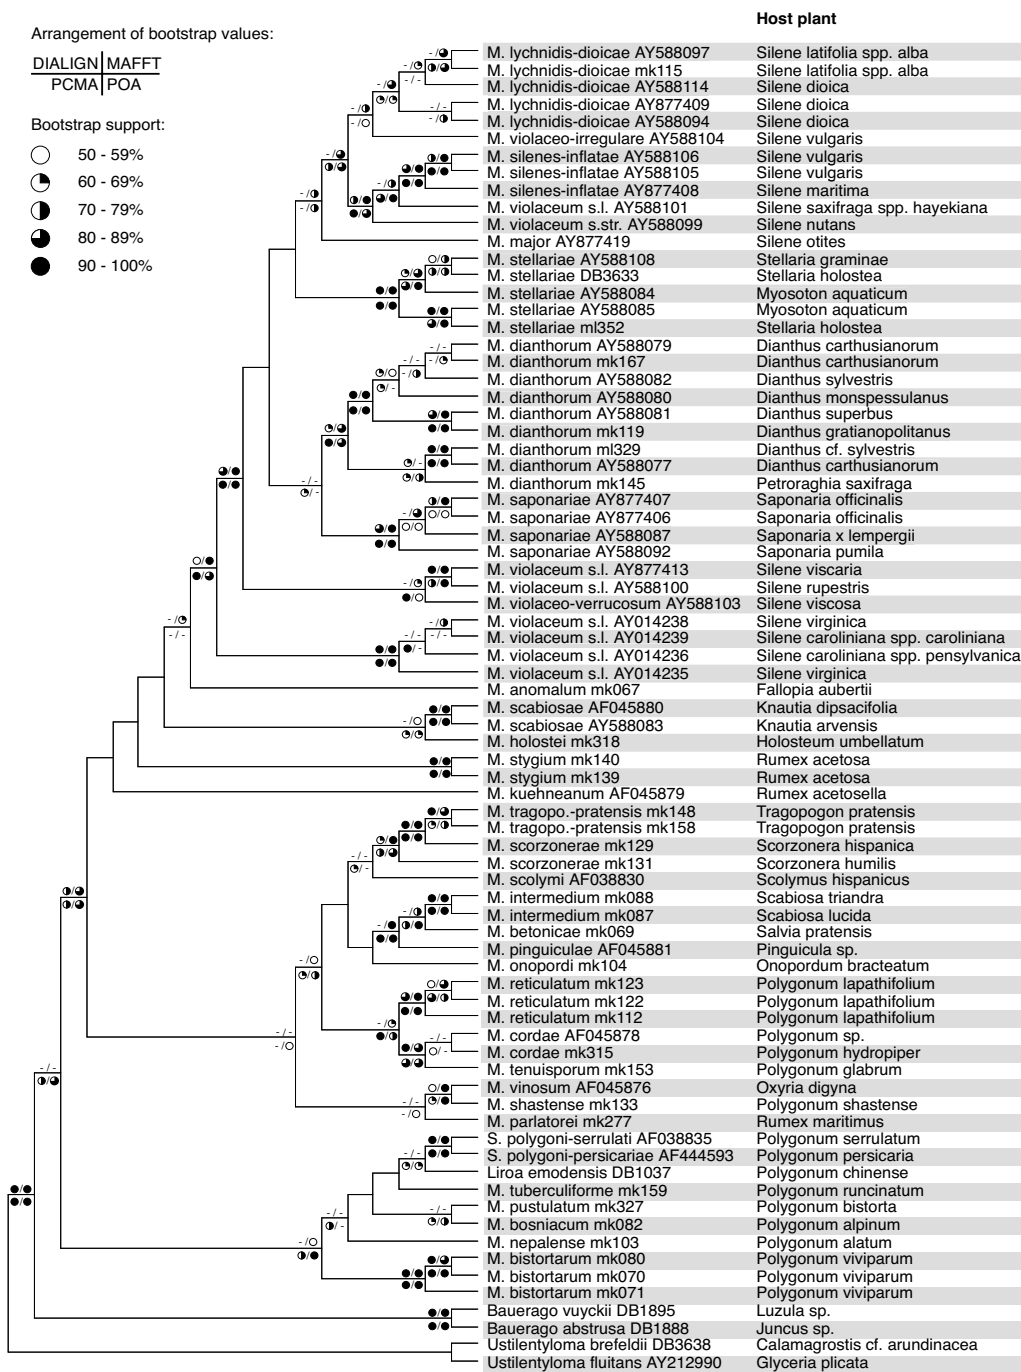 Host plant
Arrangement of bootstrap values:
DIALIGN MAFFT
PCMA POA
Bootstrap support:
50 - 59%
60 - 69%
70 - 79%
80 - 89%
90 - 100%
M. lychnidis-dioicae AY588097 Silene latifolia spp. alba
M. lychnidis-dioicae mk115 Silene latifolia spp. alba
M. lychnidis-dioicae AY588114 Silene dioica
M. lychnidis-dioicae AY877409 Silene dioica
M. lychnidis-dioicae AY588094 Silene dioica
M. violaceo-irregulare AY588104 Silene vulgaris
M. silenes-inflatae AY588106 Silene vulgaris
M. silenes-inflatae AY588105 Silene vulgaris
M. silenes-inflatae AY877408 Silene maritima
M. violaceum s.l. AY588101 Silene saxifraga spp. hayekiana
M. violaceum s.str. AY588099 Silene nutans
M. major AY877419 Silene otites
M. stellariae AY588108 Stellaria graminae
M. stellariae DB3633 Stellaria holostea
M. stellariae AY588084 Myosoton aquaticum
M. stellariae AY588085 Myosoton aquaticum
M. stellariae ml352 Stellaria holostea
M. dianthorum AY588079 Dianthus carthusianorum
M. dianthorum mk167 Dianthus carthusianorum
M. dianthorum AY588082 Dianthus sylvestris
M. dianthorum AY588080 Dianthus monspessulanus
M. dianthorum AY588081 Dianthus superbus
M. dianthorum mk119 Dianthus gratianopolitanus
M. dianthorum ml329 Dianthus cf. sylvestris
M. dianthorum AY588077 Dianthus carthusianorum
M. dianthorum mk145 Petroraghia saxifraga
M. saponariae AY877407 Saponaria officinalis
M. saponariae AY877406 Saponaria officinalis
M. saponariae AY588087 Saponaria x lempergii
M. saponariae AY588092 Saponaria pumila
M. violaceum s.l. AY877413 Silene viscaria
M. violaceum s.l. AY588100 Silene rupestris
M. violaceo-verrucosum AY588103 Silene viscosa
M. violaceum s.l. AY014238 Silene virginica
M. violaceum s.l. AY014239 Silene caroliniana spp. caroliniana
M. violaceum s.l. AY014236 Silene caroliniana spp. pensylvanica
M. violaceum s.l. AY014235 Silene virginica
M. anomalum mk067 Fallopia aubertii
M. scabiosae AF045880 Knautia dipsacifolia
M. scabiosae AY588083 Knautia arvensis
M. holostei mk318 Holosteum umbellatum
M. stygium mk140 Rumex acetosa
M. stygium mk139 Rumex acetosa
M. kuehneanum AF045879 Rumex acetosella
M. tragopo.-pratensis mk148 Tragopogon pratensis
M. tragopo.-pratensis mk158 Tragopogon pratensis
M. scorzonerae mk129 Scorzonera hispanica
M. scorzonerae mk131 Scorzonera humilis
M. scolymi AF038830 Scolymus hispanicus
M. intermedium mk088 Scabiosa triandra
M. intermedium mk087 Scabiosa lucida
M. betonicae mk069 Salvia pratensis
M. pinguiculae AF045881 Pinguicula sp.
M. onopordi mk104 Onopordum bracteatum
M. reticulatum mk123 Polygonum lapathifolium
M. reticulatum mk122 Polygonum lapathifolium
M. reticulatum mk112 Polygonum lapathifolium
M. cordae AF045878 Polygonum sp.
M. cordae mk315 Polygonum hydropiper
M. tenuisporum mk153 Polygonum glabrum
M. vinosum AF045876 Oxyria digyna
M. shastense mk133 Polygonum shastense
M. parlatorei mk277 Rumex maritimus
S. polygoni-serrulati AF038835 Polygonum serrulatum
S. polygoni-persicariae AF444593 Polygonum persicaria
Liroa emodensis DB1037 Polygonum chinense
M. tuberculiforme mk159 Polygonum runcinatum
M. pustulatum mk327 Polygonum bistorta
M. bosniacum mk082 Polygonum alpinum
M. nepalense mk103 Polygonum alatum
M. bistortarum mk080 Polygonum viviparum
M. bistortarum mk070 Polygonum viviparum
M. bistortarum mk071 Polygonum viviparum
Bauerago vuyckii DB1895 Luzula sp.
Bauerago abstrusa DB1888 Juncus sp.
Ustilentyloma brefeldii DB3638 Calamagrostis cf. arundinacea
Ustilentyloma fluitans AY212990 Glyceria plicata